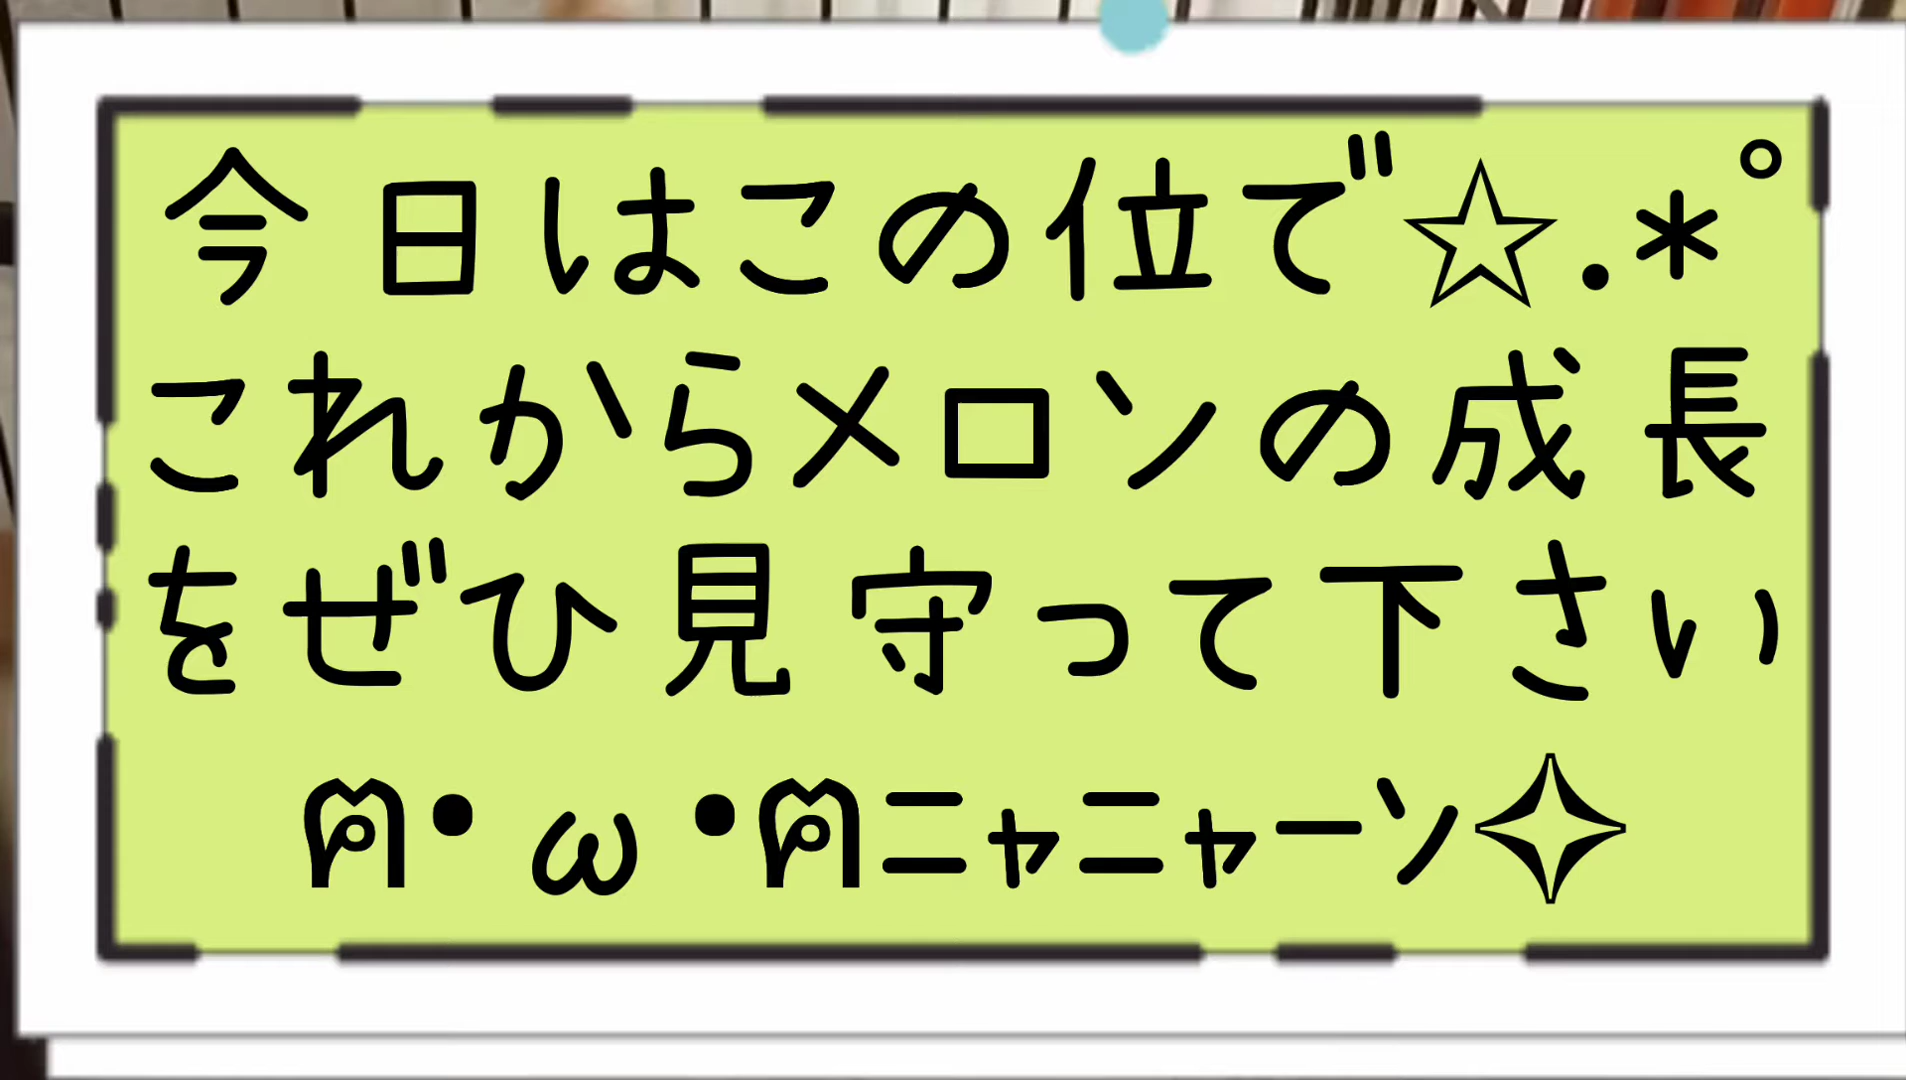 今日はこの位で☆.*゜
これからメロンの成長
をぜひ見守って下さい
ฅ•ω•ฅニャニャーン✧